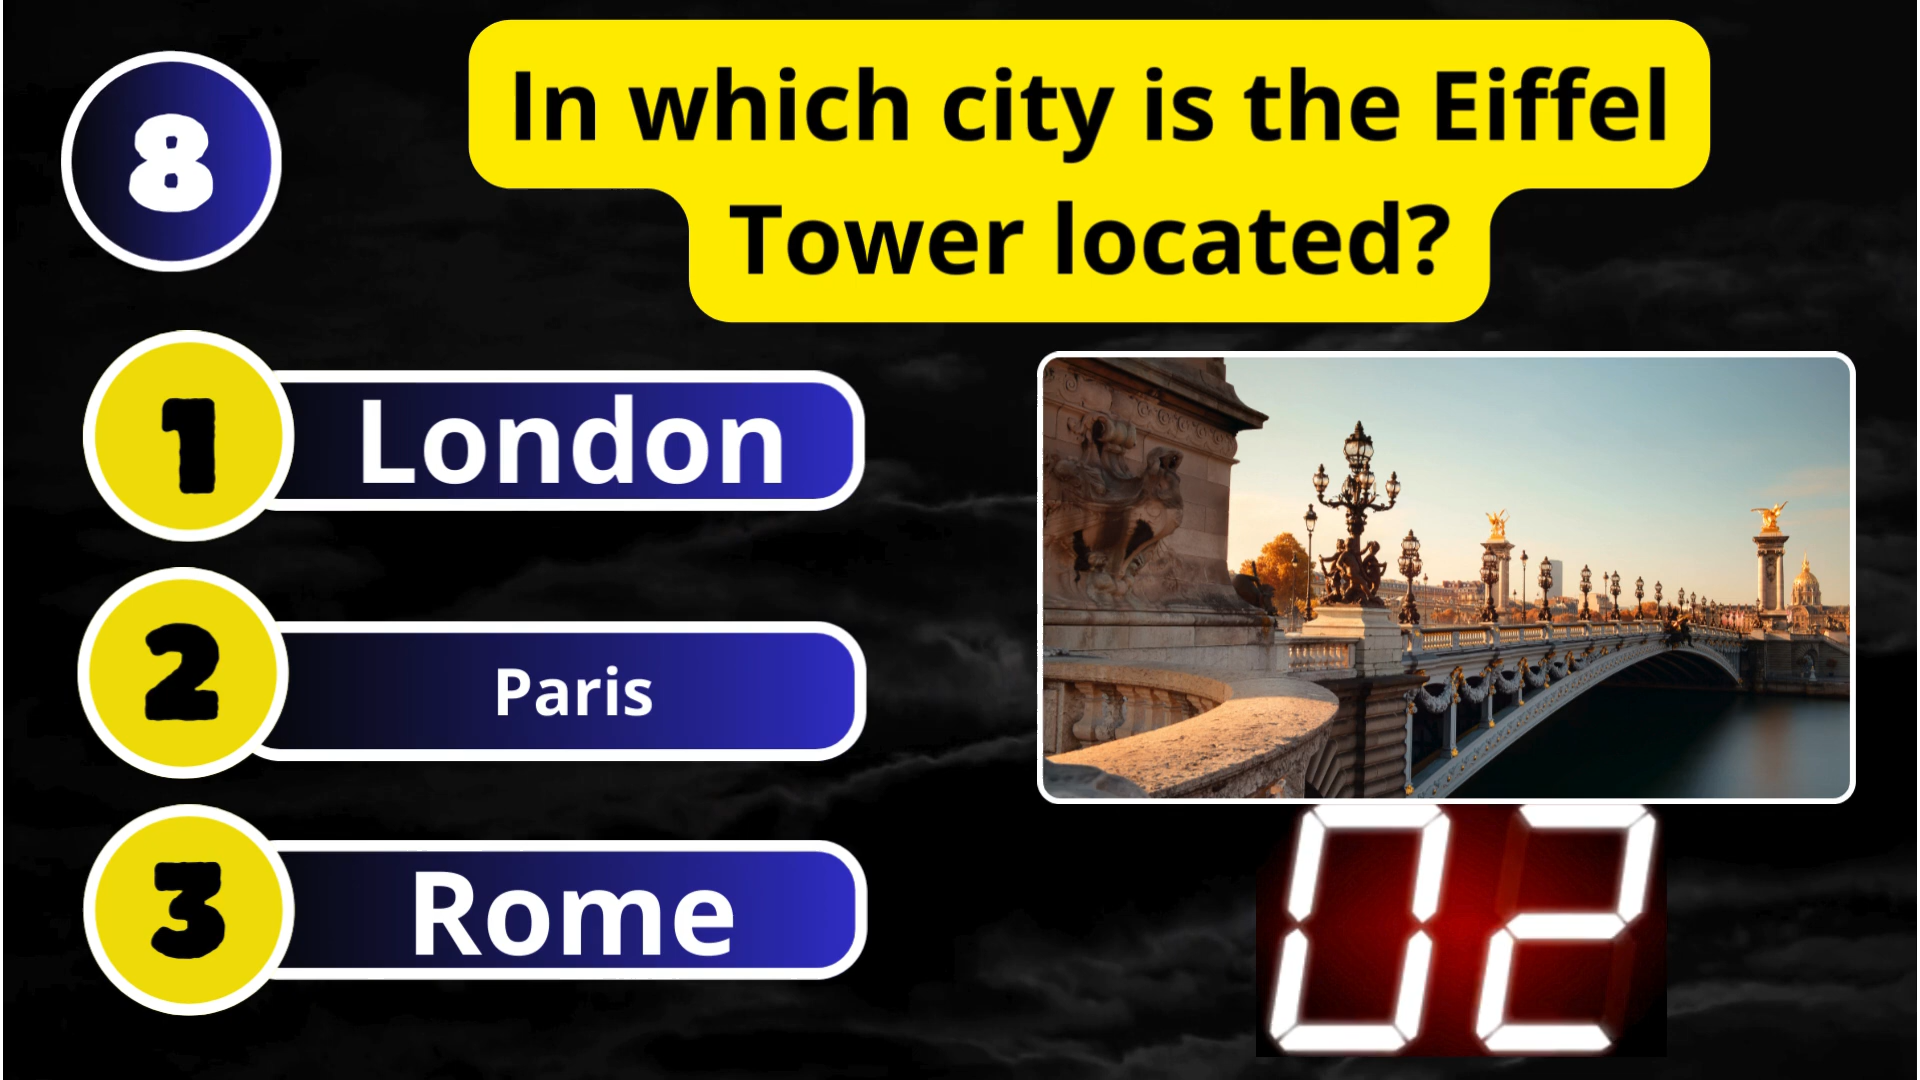 8
In which city is the Eiffel
Tower located?
1
London
2
Paris
3
Rome
02